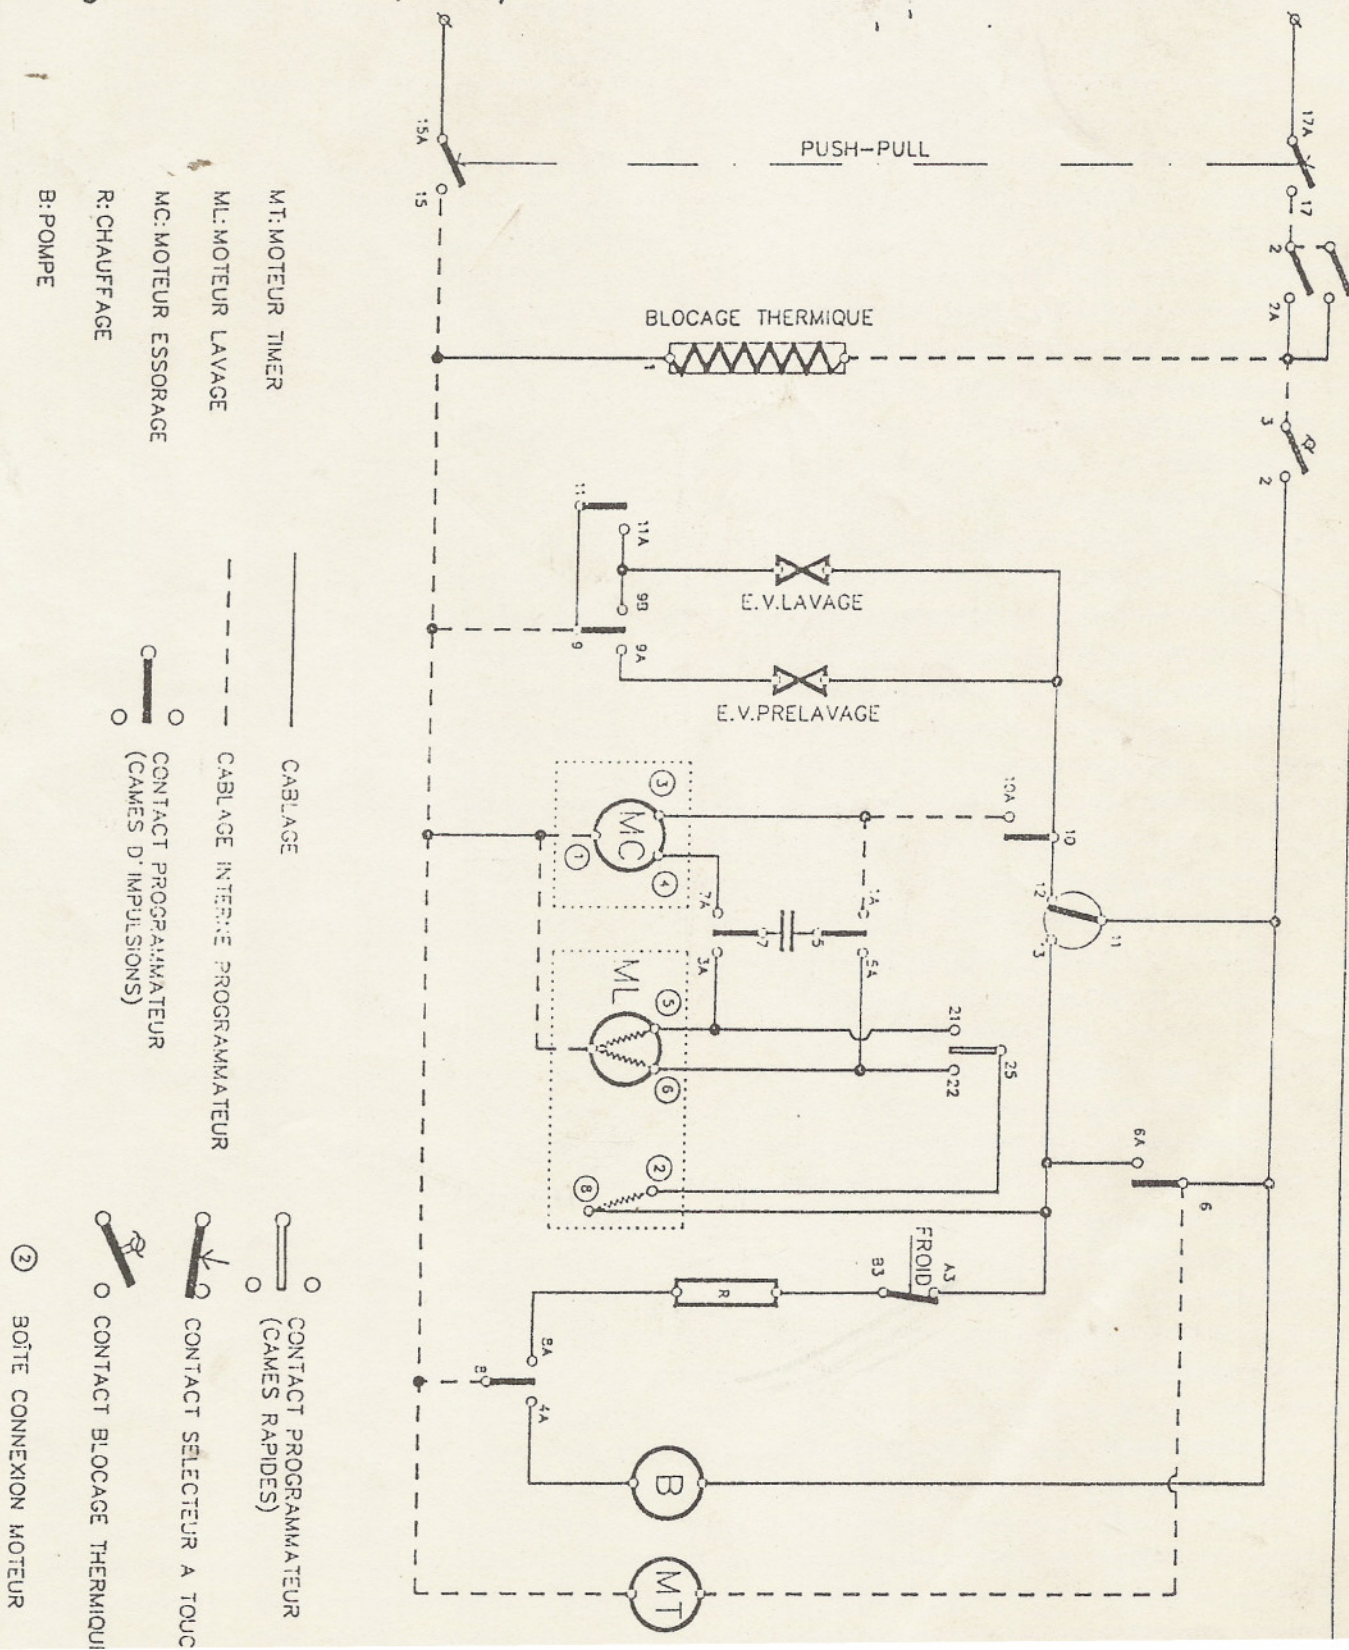 15A
15
PUSH-PULL
17A
17
2
2A
BLOCAGE THERMIQUE
1
3
2
11
11A
9B
9
9A
E.V.LAVAGE
E.V.PRELAVAGE
10A
10
3
MC
1
4
7A
7
3A
5
5A
12
11
ML
5
6
21
25
22
2
8
6A
6
FROID
B3
A3
R
8A
8
4A
B
MT
MT:MOTEUR TIMER
ML:MOTEUR LAVAGE
MC:MOTEUR ESSORAGE
R:CHAUFFAGE
B:POMPE
CABLAGE
CABLAGE INTERNE PROGRAMMATEUR
CONTACT PROGRAMMATEUR
(CAMES D'IMPULSIONS)
CONTACT PROGRAMMATEUR
(CAMES RAPIDES)
CONTACT SELECTEUR A TOUC
CONTACT BLOCAGE THERMIQU
2 BOÎTE CONNEXION MOTEUR